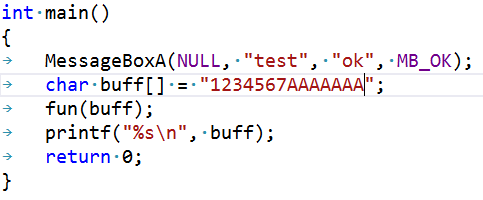 int main()
{
MessageBoxA(NULL, "test", "ok", MB_OK);
char buff[] = "1234567AAAAAAA";
fun(buff);
printf("%s\n", buff);
return 0;
}